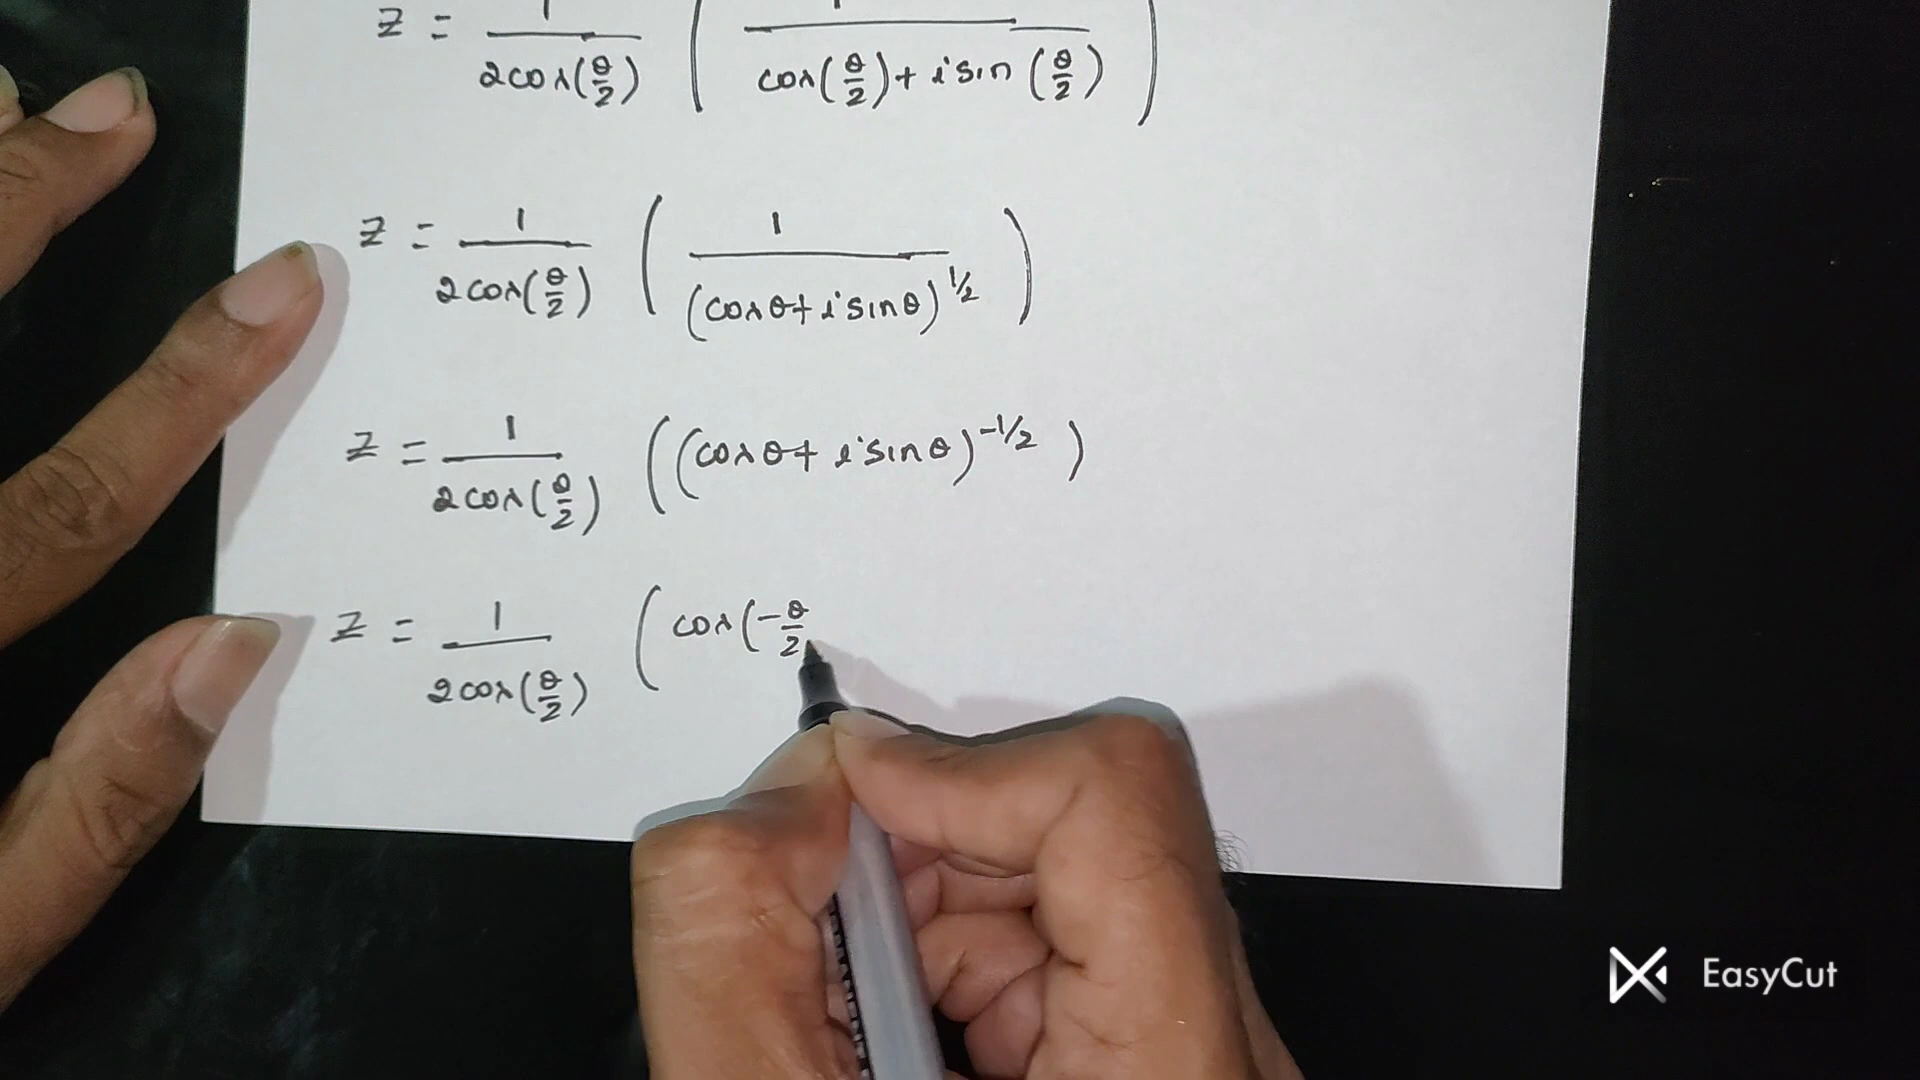 z = 1/2cos(θ/2) (1/cos(θ/2) + i sin(θ/2))
z = 1/2cos(θ/2) (1/(cosθ + i sinθ)^1/2)
z = 1/2cos(θ/2) ((cosθ + i sinθ)^-1/2)
z = 1/2cos(θ/2) (cos(-θ/2
EasyCut